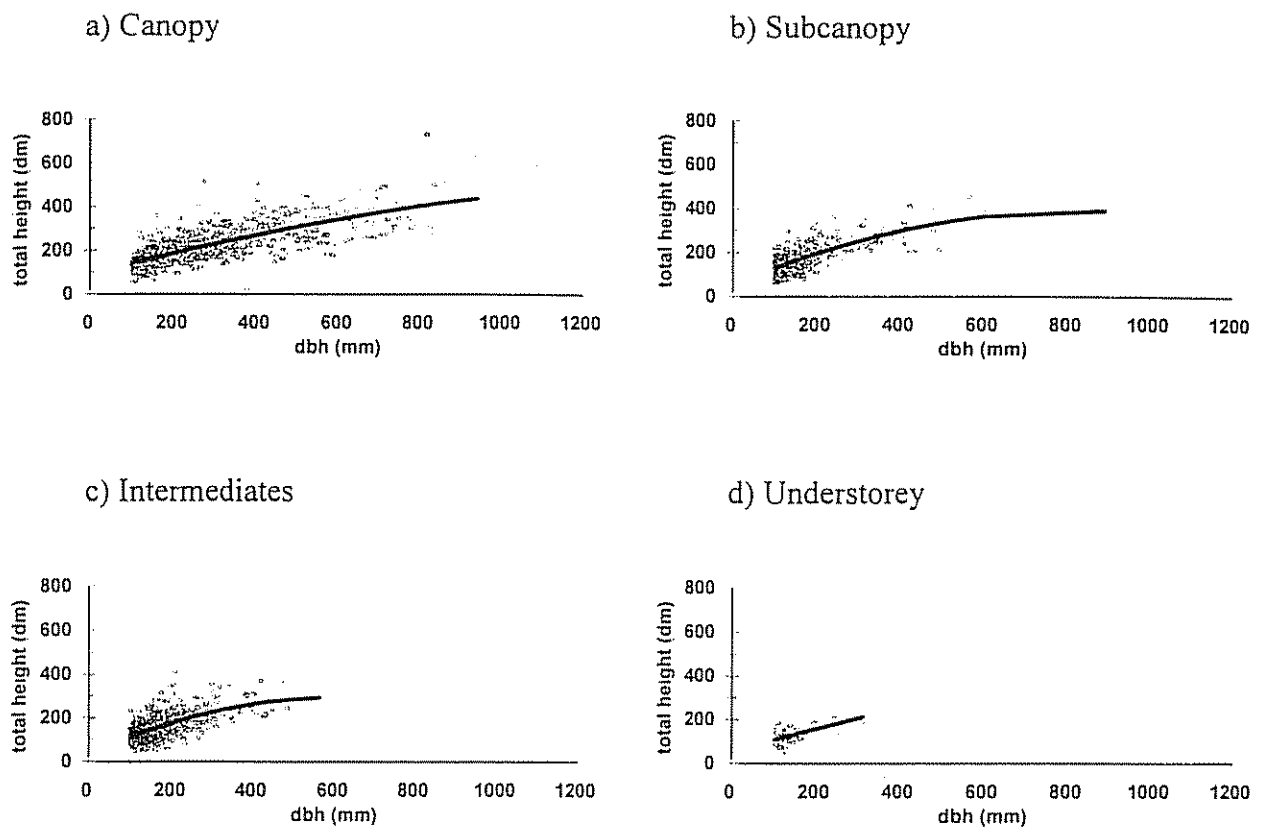 a) Canopy
b) Subcanopy
total height (dm)
800
600
400
200
0
0 200 400 600 800 1000 1200
dbh (mm)
total height (dm)
800
600
400
200
0
0 200 400 600 800 1000 1200
dbh (mm)
c) Intermediates
d) Understorey
total height (dm)
800
600
400
200
0
0 200 400 600 800 1000 1200
dbh (mm)
total height (dm)
800
600
400
200
0
0 200 400 600 800 1000 1200
dbh (mm)